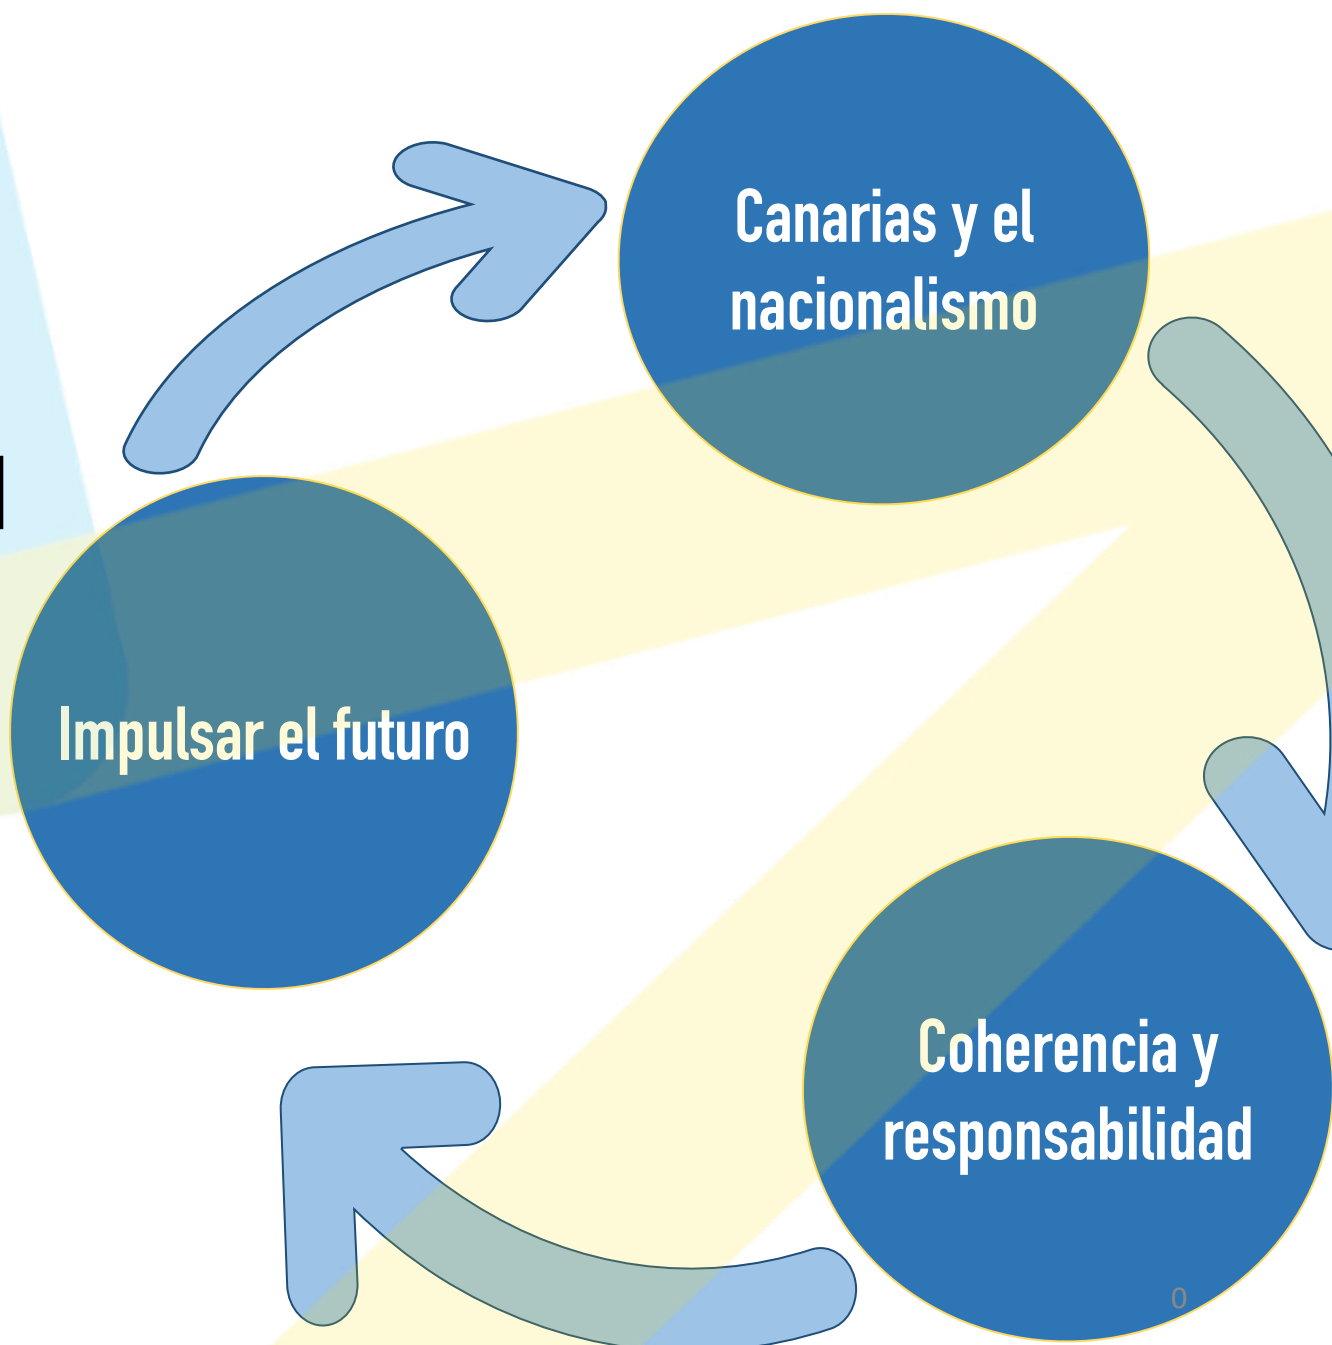 Canarias y el
nacionalismo
Impulsar el futuro
Coherencia y
responsabilidad
0